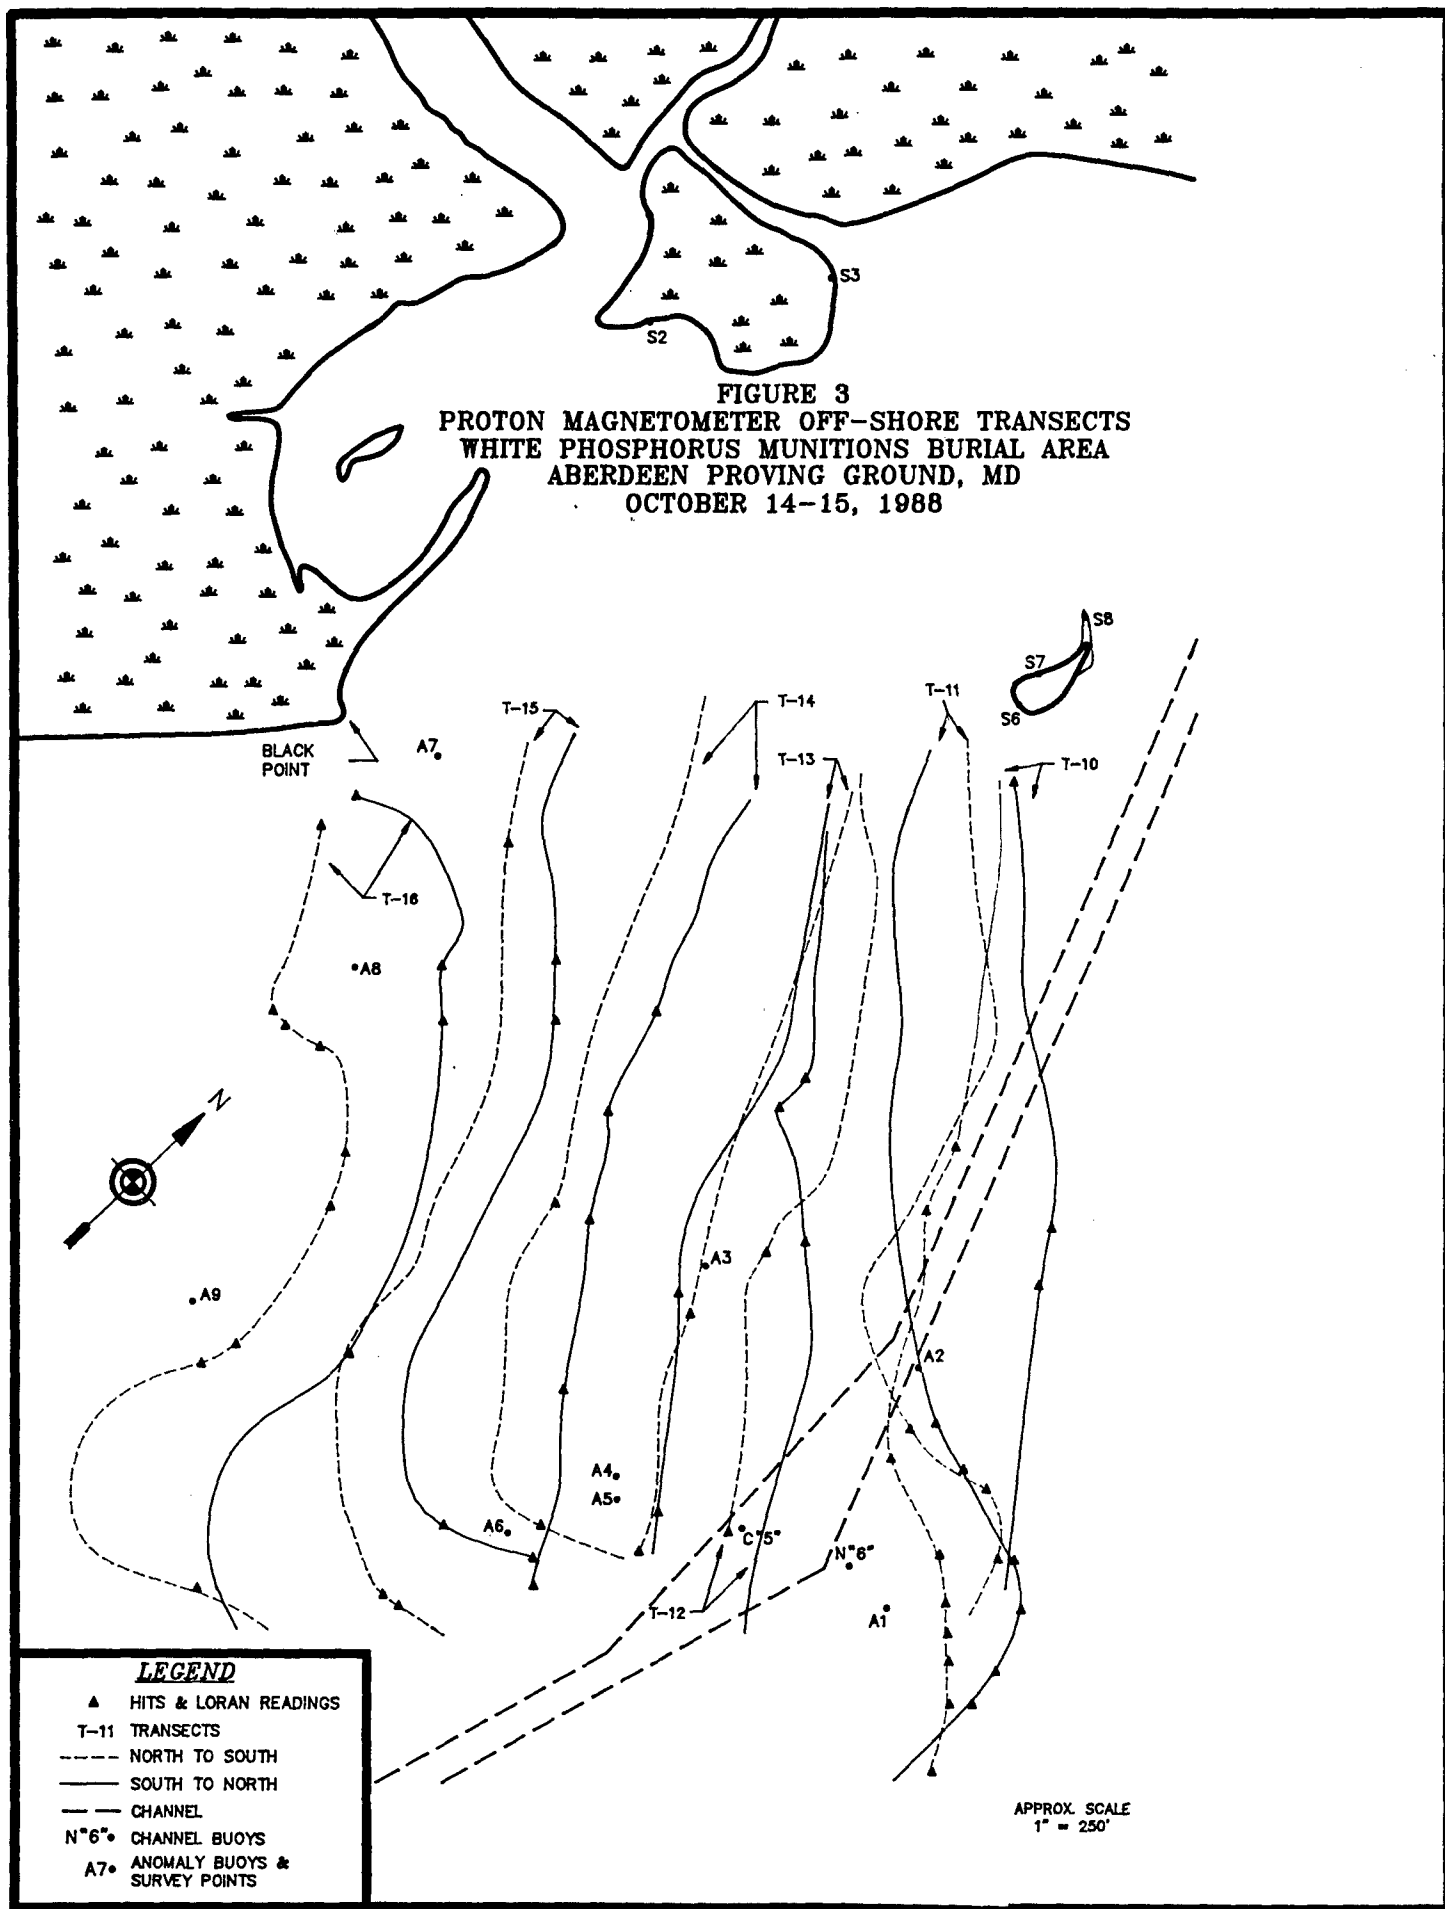 S3
S2
FIGURE 3
PROTON MAGNETOMETER OFF-SHORE TRANSECTS
WHITE PHOSPHORUS MUNITIONS BURIAL AREA
ABERDEEN PROVING GROUND, MD
OCTOBER 14-15, 1988
S8
S7
S6
T-15
T-14
T-11
BLACK
POINT
A7
T-13
T-10
T-16
A8
N
A3
A9
A2
A4
A5
A6
C"5"
N"6"
T-12
A1
LEGEND
HITS & LORAN READINGS
T-11 TRANSECTS
NORTH TO SOUTH
SOUTH TO NORTH
CHANNEL
N"6" CHANNEL BUOYS
A7 ANOMALY BUOYS &
SURVEY POINTS
APPROX. SCALE
1" = 250'